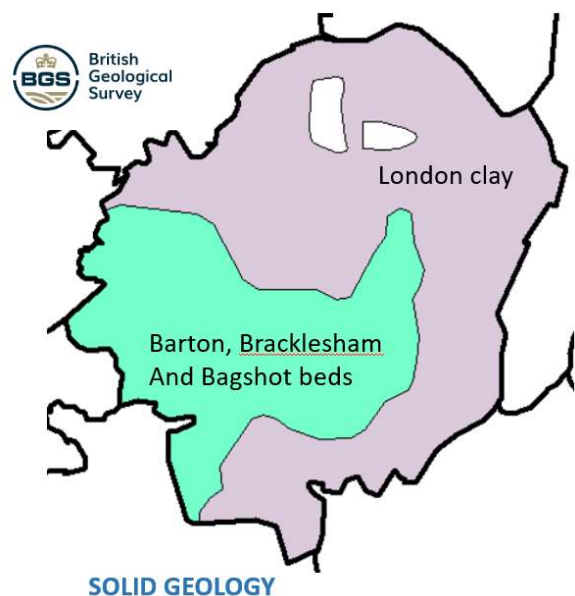 BGS
British
Geological
Survey
London clay
Barton, Bracklesham
And Bagshot beds
SOLID GEOLOGY